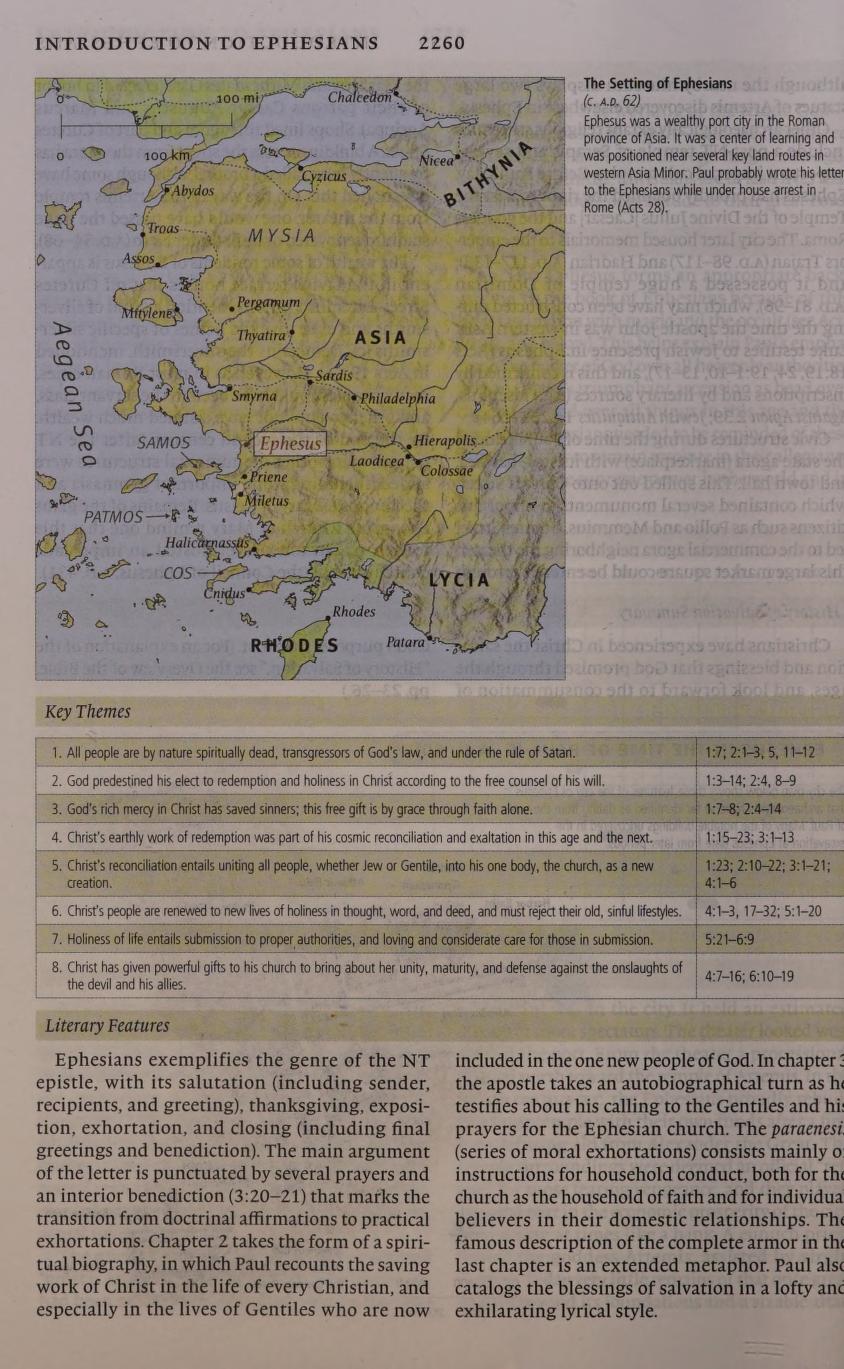 INTRODUCTION TO EPHESIANS 2260
0 100 mi
0 100 km
Chalcedon
Nicea
BITHYNIA
Cyzicus
Abydos
Troas
MYSIA
Assos
Mitylene
Pergamum
Thyatira
ASIA
Aegean Sea
Sardis
Smyrna
Philadelphia
SAMOS
Ephesus
Hierapolis
Laodicea
Colossae
Priene
Miletus
PATMOS
Halicarnassus
COS
LYCIA
Cnidus
Rhodes
RHODES
Patara
The Setting of Ephesians
(C. A.D. 62)
Ephesus was a wealthy port city in the Roman
province of Asia. It was a center of learning and
was positioned near several key land routes in
western Asia Minor. Paul probably wrote his letter
to the Ephesians while under house arrest in
Rome (Acts 28).
Key Themes
1. All people are by nature spiritually dead, transgressors of God's law, and under the rule of Satan. 1:7; 2:1–3, 5, 11–12
2. God predestined his elect to redemption and holiness in Christ according to the free counsel of his will. 1:3–14; 2:4, 8–9
3. God's rich mercy in Christ has saved sinners; this free gift is by grace through faith alone. 1:7–8; 2:4–14
4. Christ's earthly work of redemption was part of his cosmic reconciliation and exaltation in this age and the next. 1:15–23; 3:1–13
5. Christ's reconciliation entails uniting all people, whether Jew or Gentile, into his one body, the church, as a new
creation.
1:23; 2:10–22; 3:1–21;
4:1–6
6. Christ's people are renewed to new lives of holiness in thought, word, and deed, and must reject their old, sinful lifestyles. 4:1–3, 17–32; 5:1–20
7. Holiness of life entails submission to proper authorities, and loving and considerate care for those in submission. 5:21–6:9
8. Christ has given powerful gifts to his church to bring about her unity, maturity, and defense against the onslaughts of
the devil and his allies.
4:7–16; 6:10–19
Literary Features
Ephesians exemplifies the genre of the NT
epistle, with its salutation (including sender,
recipients, and greeting), thanksgiving, exposi-
tion, exhortation, and closing (including final
greetings and benediction). The main argument
of the letter is punctuated by several prayers and
an interior benediction (3:20–21) that marks the
transition from doctrinal affirmations to practical
exhortations. Chapter 2 takes the form of a spiri-
tual biography, in which Paul recounts the saving
work of Christ in the life of every Christian, and
especially in the lives of Gentiles who are now
included in the one new people of God. In chapter 3
the apostle takes an autobiographical turn as he
testifies about his calling to the Gentiles and his
prayers for the Ephesian church. The paraenesi
(series of moral exhortations) consists mainly o
instructions for household conduct, both for the
church as the household of faith and for individua
believers in their domestic relationships. The
famous description of the complete armor in the
last chapter is an extended metaphor. Paul also
catalogs the blessings of salvation in a lofty and
exhilarating lyrical style.